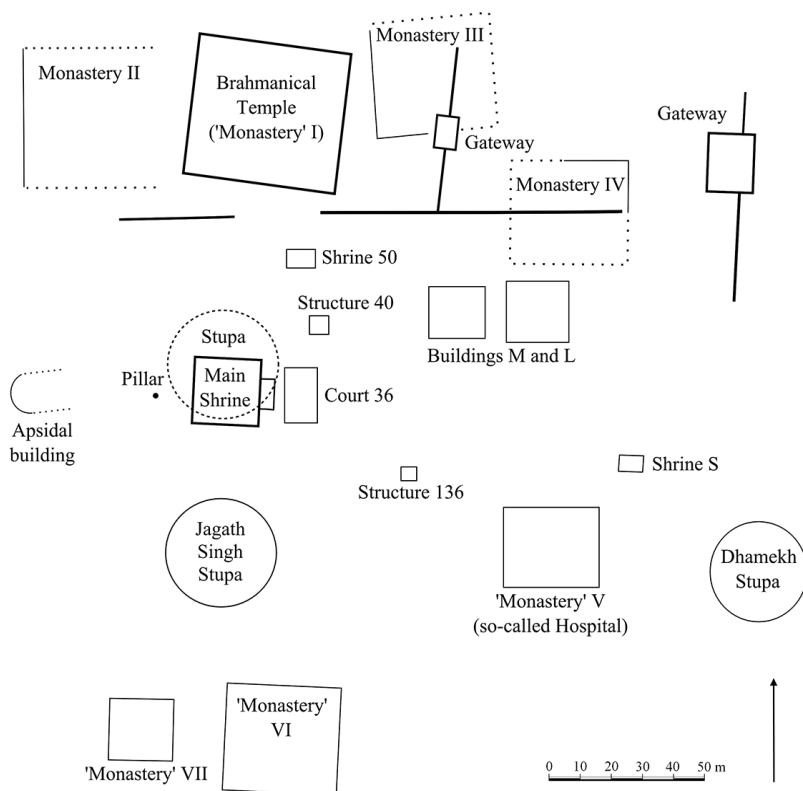 Monastery II
Brahmanical
Temple
('Monastery' I)
Monastery III
Gateway
Gateway
Monastery IV
Shrine 50
Structure 40
Stupa
Buildings M and L
Pillar
Main
Shrine
Court 36
Apsidal
building
Shrine S
Structure 136
Jagath
Singh
Stupa
Dhamekh
Stupa
'Monastery' V
(so-called Hospital)
'Monastery'
VI
'Monastery' VII
0 10 20 30 40 50 m